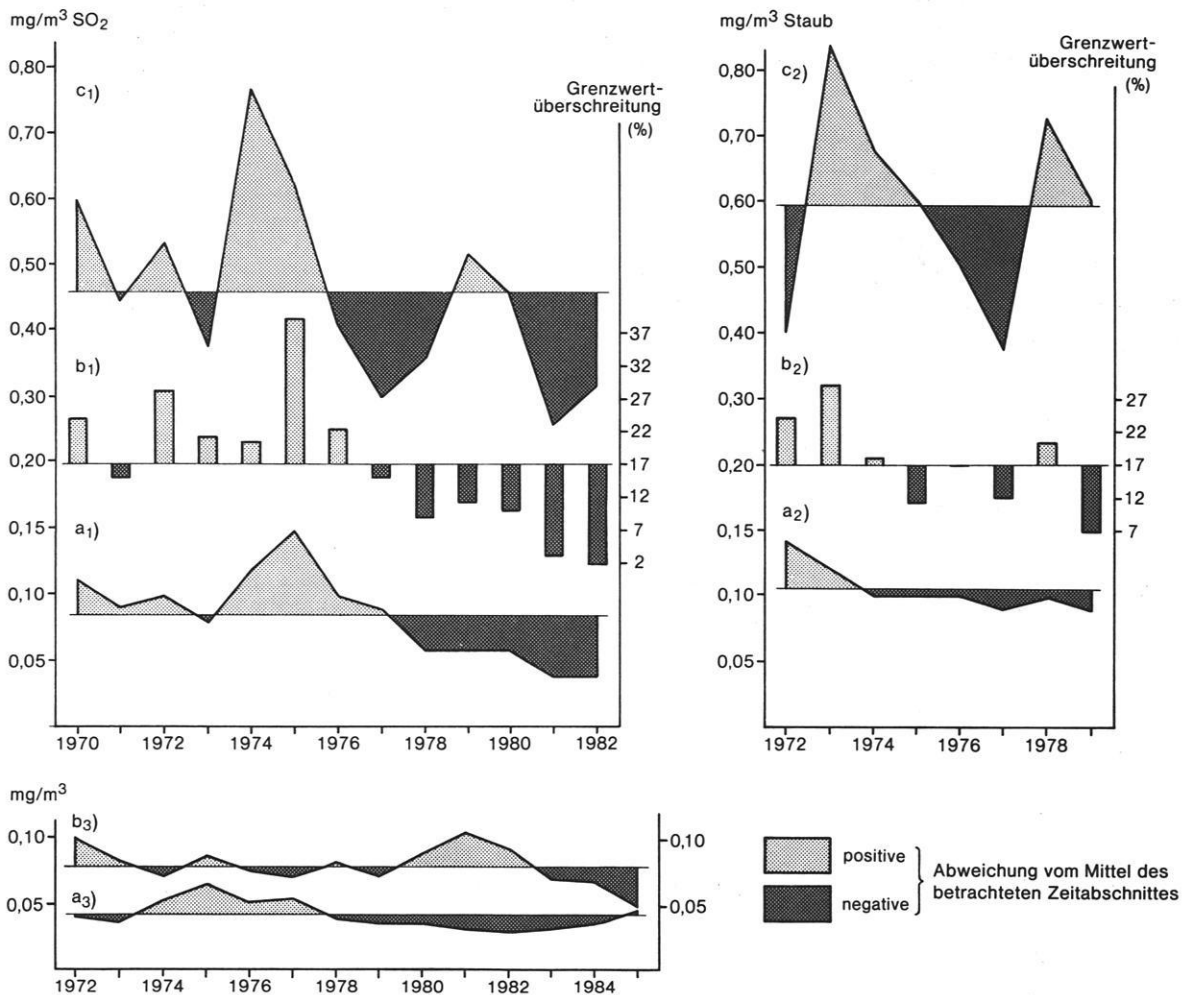 mg/m³ SO₂
0,80
c₁)
Grenzwert-
überschreitung
(%)
0,70
0,60
0,50
0,40
37
b₁)
32
0,30
27
22
0,20
17
12
0,15
a₁)
7
2
0,10
0,05
1970 1972 1974 1976 1978 1980 1982
mg/m³ Staub
Grenzwert-
überschreitung
(%)
0,80
c₂)
0,70
0,60
0,50
0,40
b₂)
0,30
27
22
0,20
17
12
a₂)
0,15
7
0,10
0,05
1972 1974 1976 1978
mg/m³
b₃)
0,10 0,10
a₃)
0,05 0,05
1972 1974 1976 1978 1980 1982 1984
positive
negative
Abweichung vom Mittel des
betrachteten Zeitabschnittes